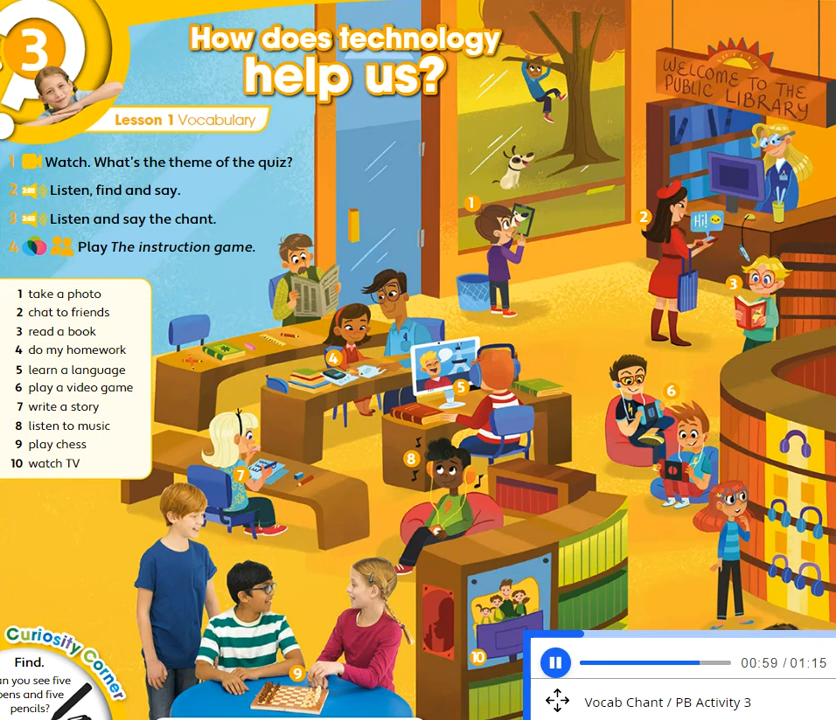 3
How does technology
help us?
Lesson 1 Vocabulary
1 Watch. What's the theme of the quiz?
2 Listen, find and say.
3 Listen and say the chant.
4 Play The instruction game.
1 take a photo
2 chat to friends
3 read a book
4 do my homework
5 learn a language
6 play a video game
7 write a story
8 listen to music
9 play chess
10 watch TV
WELCOME TO THE
PUBLIC LIBRARY
1
2
Hi!
3
4
5
6
7
8
9
10
Curiosity Corner
Find.
you see five
and five
pencils?
00:59 / 01:15
Vocab Chant / PB Activity 3